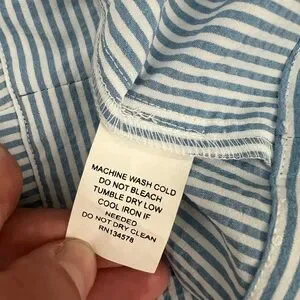 MACHINE WASH COLD
DO NOT BLEACH
TUMBLE DRY LOW
COOL IRON IF
NEEDED
DO NOT DRY CLEAN
RN134578